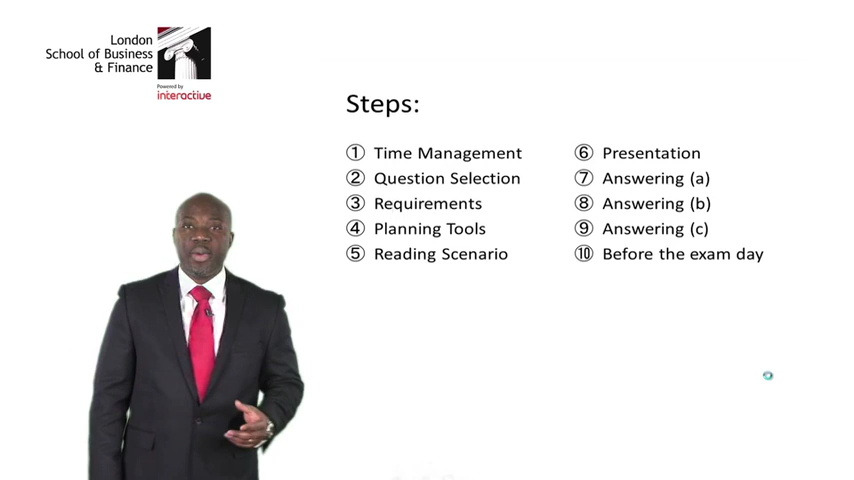 London
School of Business
& Finance
Powered by
interactive
Steps:
① Time Management
② Question Selection
③ Requirements
④ Planning Tools
⑤ Reading Scenario
⑥ Presentation
⑦ Answering (a)
⑧ Answering (b)
⑨ Answering (c)
⑩ Before the exam day